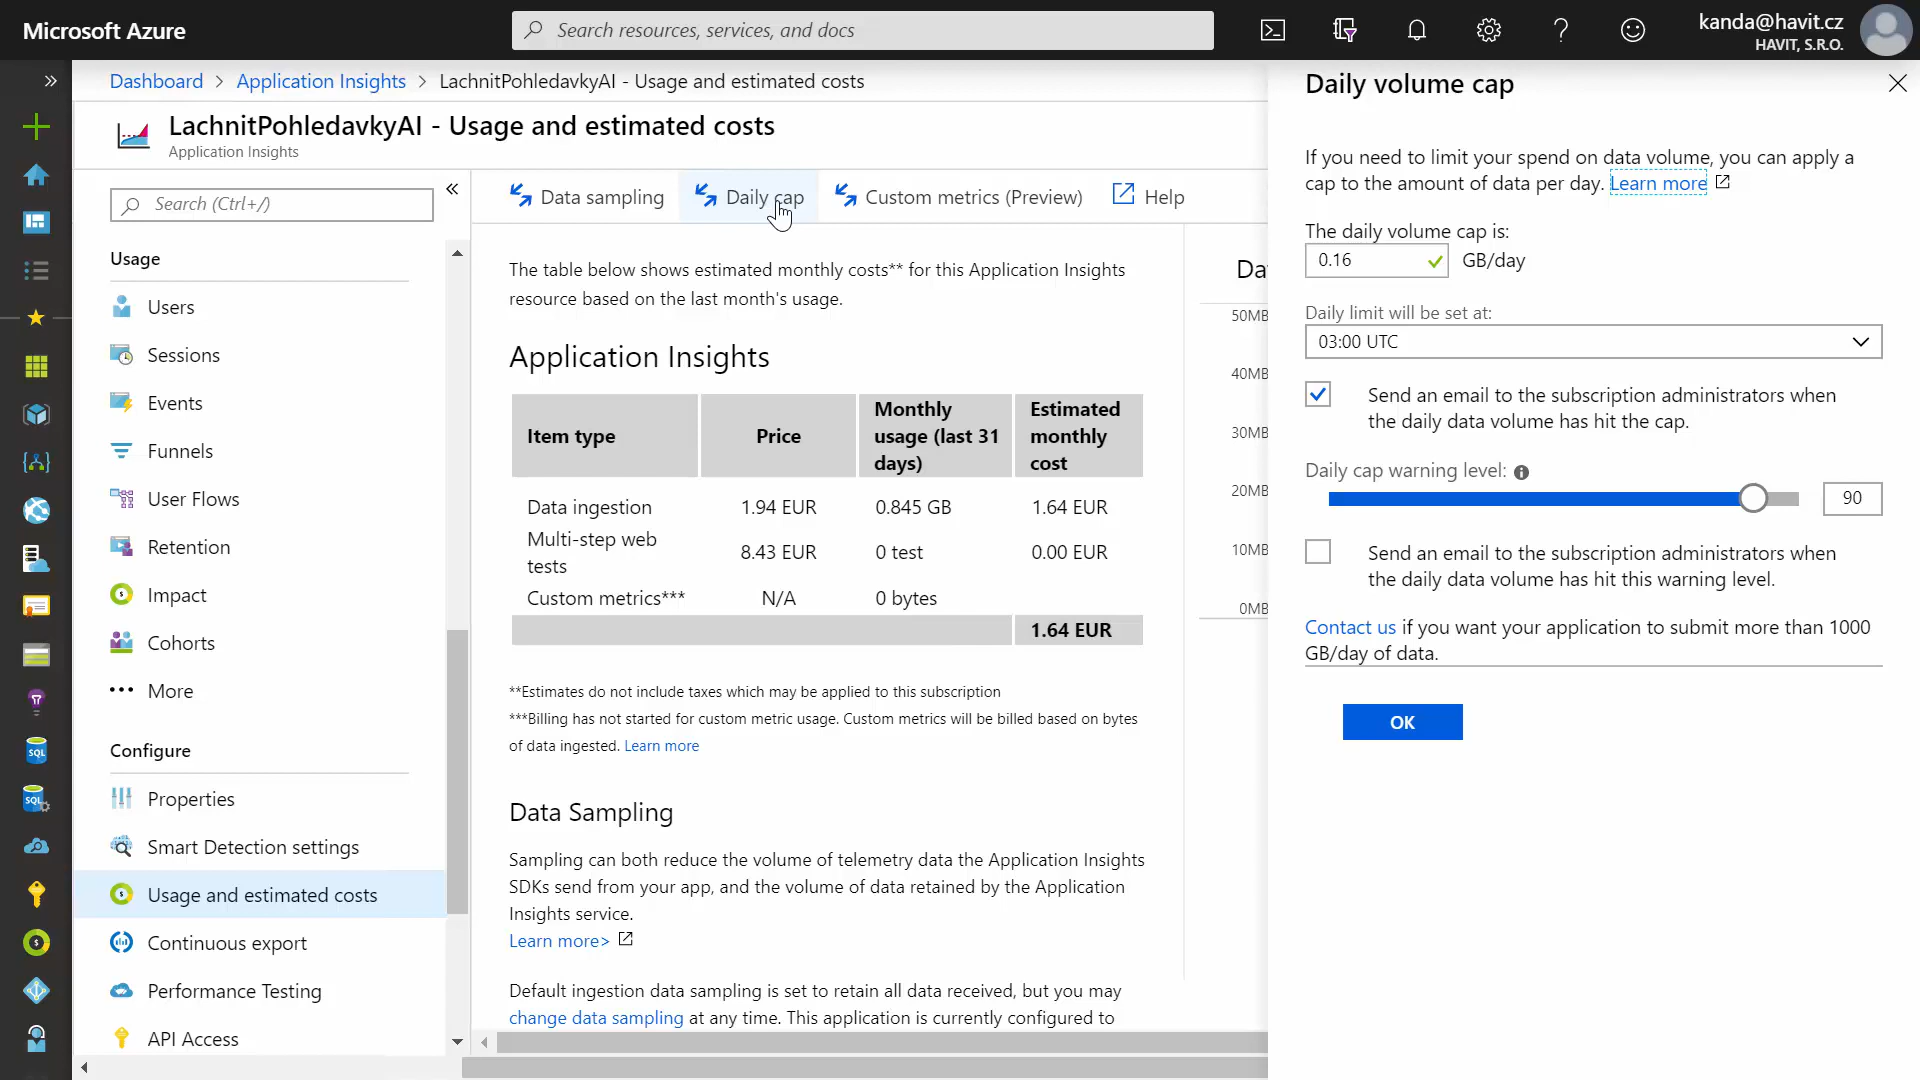 Microsoft Azure
Search resources, services, and docs
kanda@havit.cz
HAVIT, S.R.O.
Dashboard > Application Insights > LachnitPohledavkyAI - Usage and estimated costs
LachnitPohledavkyAI - Usage and estimated costs
Application Insights
Search (Ctrl+/)
Usage
Users
Sessions
Events
Funnels
User Flows
Retention
Impact
Cohorts
More
Configure
Properties
Smart Detection settings
Usage and estimated costs
Continuous export
Performance Testing
API Access
Data sampling
Daily cap
Custom metrics (Preview)
Help
The table below shows estimated monthly costs** for this Application Insights
resource based on the last month's usage.
Application Insights
Item type Price Monthly usage (last 31 days) Estimated monthly cost
Data ingestion 1.94 EUR 0.845 GB 1.64 EUR
Multi-step web tests 8.43 EUR 0 test 0.00 EUR
Custom metrics*** N/A 0 bytes
1.64 EUR
**Estimates do not include taxes which may be applied to this subscription
***Billing has not started for custom metric usage. Custom metrics will be billed based on bytes
of data ingested. Learn more
Data Sampling
Sampling can both reduce the volume of telemetry data the Application Insights
SDKs send from your app, and the volume of data retained by the Application
Insights service.
Learn more>
Default ingestion data sampling is set to retain all data received, but you may
change data sampling at any time. This application is currently configured to
Da
50MB
40MB
30MB
20MB
10MB
0MB
Daily volume cap
If you need to limit your spend on data volume, you can apply a
cap to the amount of data per day. Learn more
The daily volume cap is:
0.16 GB/day
Daily limit will be set at:
03:00 UTC
Send an email to the subscription administrators when
the daily data volume has hit the cap.
Daily cap warning level:
90
Send an email to the subscription administrators when
the daily data volume has hit this warning level.
Contact us if you want your application to submit more than 1000
GB/day of data.
OK
SQL
SQL